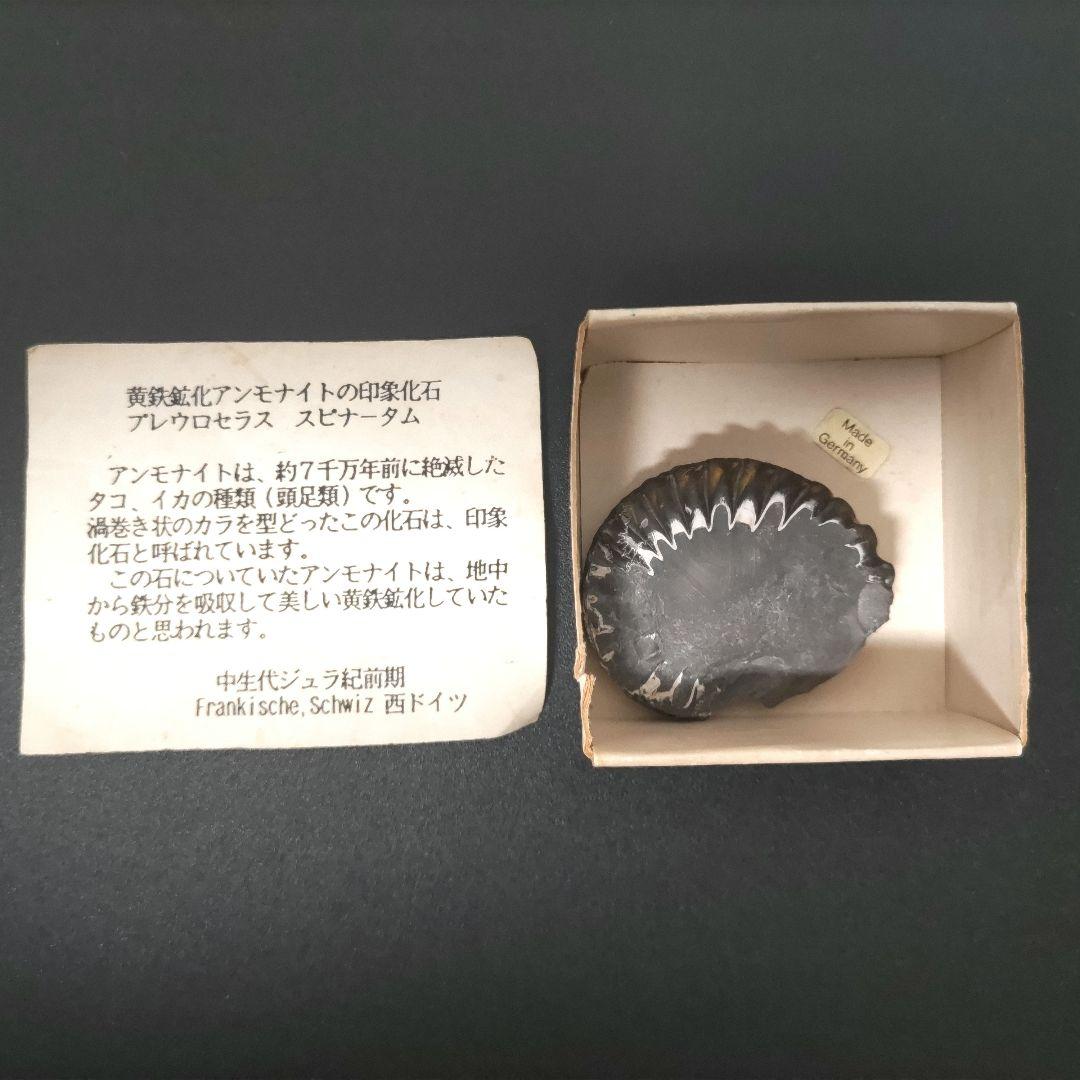 黄鉄鉱化アンモナイトの印象化石
プレウロセラス スピナータム
アンモナイトは、約7千万年前に絶滅した
タコ、イカの種類(頭足類)です。
渦巻き状のカラを型どったこの化石は、印象
化石と呼ばれています。
この石についていたアンモナイトは、地中
から鉄分を吸収して美しい黄鉄鉱化していた
ものと思われます。
中生代ジュラ紀前期
Frankische,Schwiz 西ドイツ
Made
in
Germany